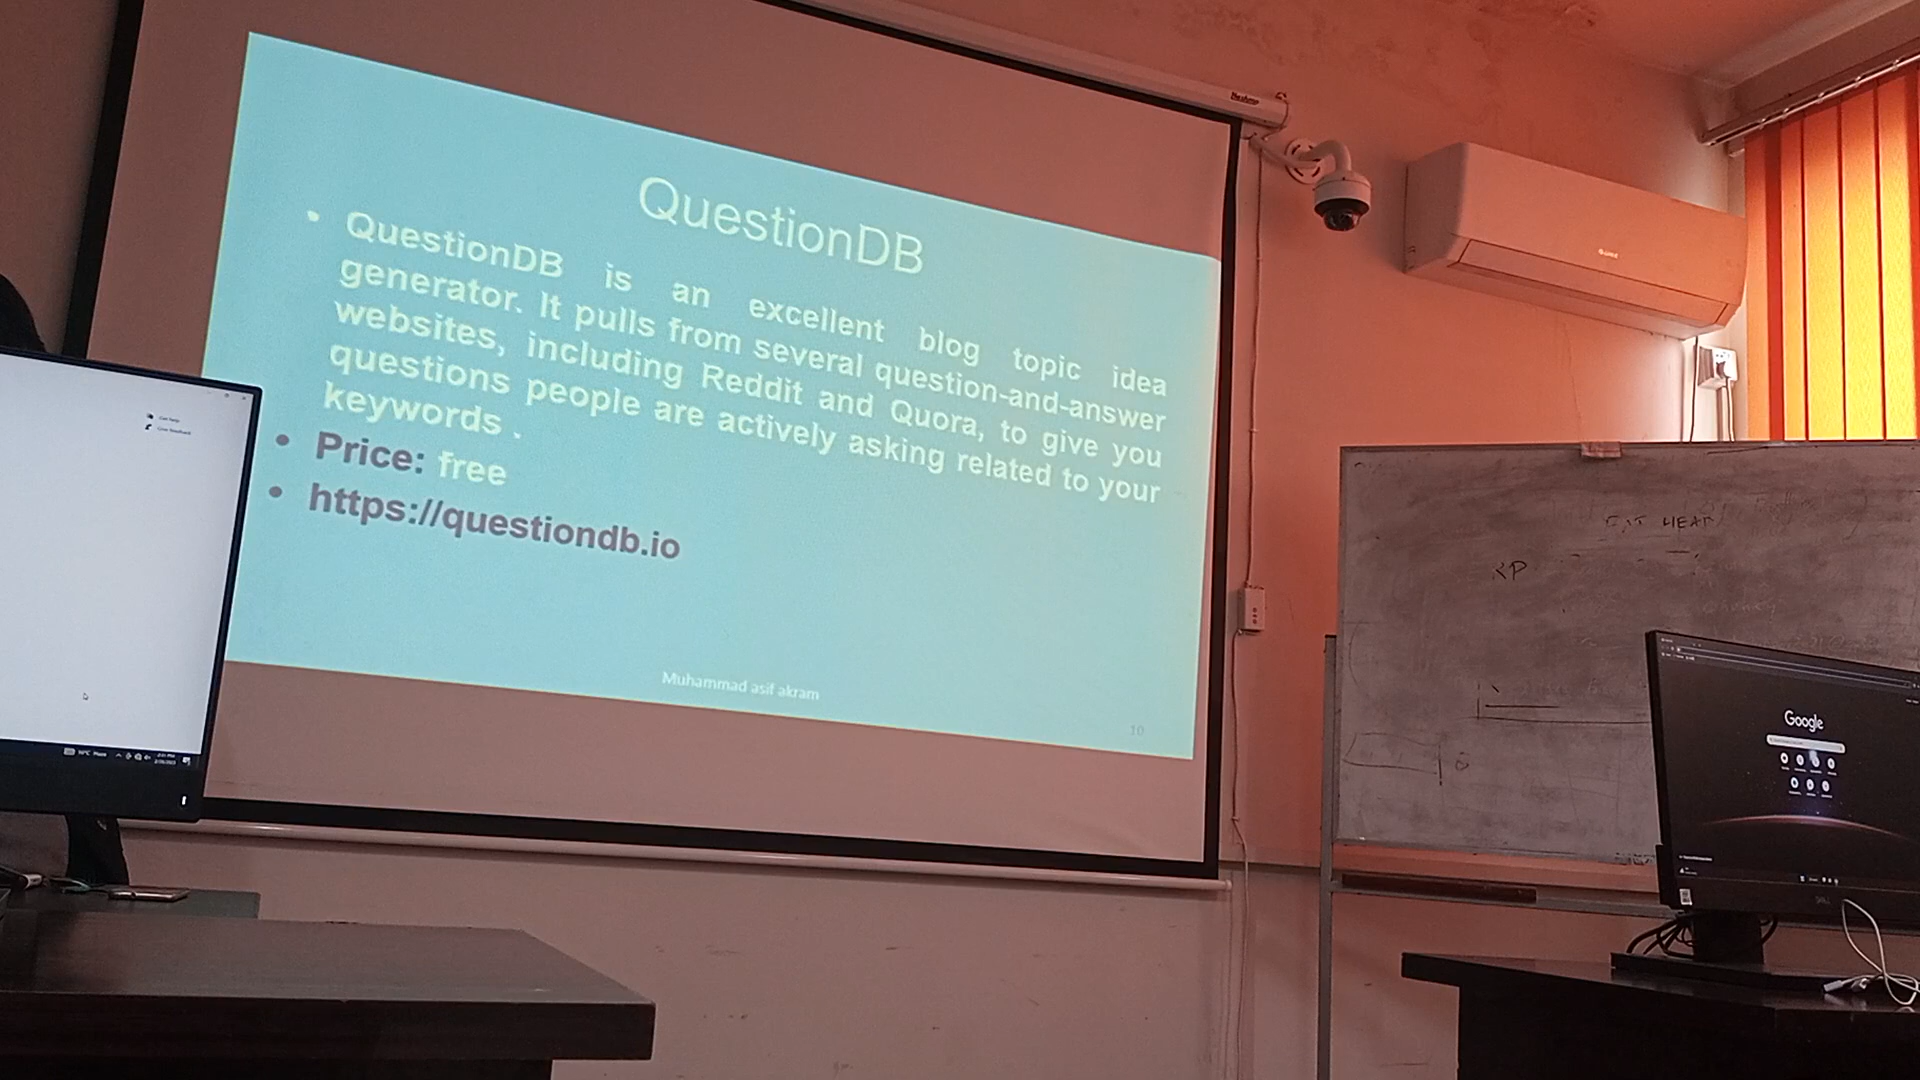 QuestionDB
• QuestionDB is an excellent blog topic idea
generator. It pulls from several question-and-answer
websites, including Reddit and Quora, to give you
questions people are actively asking related to your
keywords .
• Price: free
• https://questiondb.io
Muhammad asif akram
10
HEAD
Google
DELL